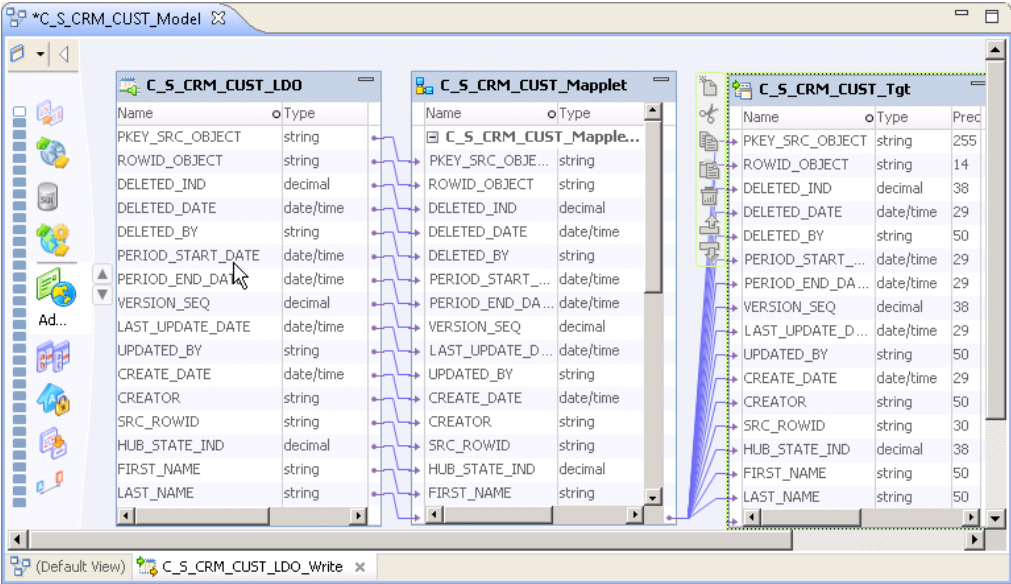 *C_S_CRM_CUST_Model
C_S_CRM_CUST_LDO
Name Type
PKEY_SRC_OBJECT string
ROWID_OBJECT string
DELETED_IND decimal
DELETED_DATE date/time
DELETED_BY string
PERIOD_START_DATE date/time
PERIOD_END_DATE date/time
VERSION_SEQ decimal
LAST_UPDATE_DATE date/time
UPDATED_BY string
CREATE_DATE date/time
CREATOR string
SRC_ROWID string
HUB_STATE_IND decimal
FIRST_NAME string
LAST_NAME string
C_S_CRM_CUST_Mapplet
Name Type
C_S_CRM_CUST_Mapple...
PKEY_SRC_OBJE... string
ROWID_OBJECT string
DELETED_IND decimal
DELETED_DATE date/time
DELETED_BY string
PERIOD_START_... date/time
PERIOD_END_DA... date/time
VERSION_SEQ decimal
LAST_UPDATE_D... date/time
UPDATED_BY string
CREATE_DATE date/time
CREATOR string
SRC_ROWID string
HUB_STATE_IND decimal
FIRST_NAME string
C_S_CRM_CUST_Tgt
Name Type Prec
PKEY_SRC_OBJECT string 255
ROWID_OBJECT string 14
DELETED_IND decimal 38
DELETED_DATE date/time 29
DELETED_BY string 50
PERIOD_START_... date/time 29
PERIOD_END_DA... date/time 29
VERSION_SEQ decimal 38
LAST_UPDATE_D... date/time 29
UPDATED_BY string 50
CREATE_DATE date/time 29
CREATOR string 50
SRC_ROWID string 30
HUB_STATE_IND decimal 38
FIRST_NAME string 50
LAST_NAME string 50
SQL
Ad...
(Default View) C_S_CRM_CUST_LDO_Write